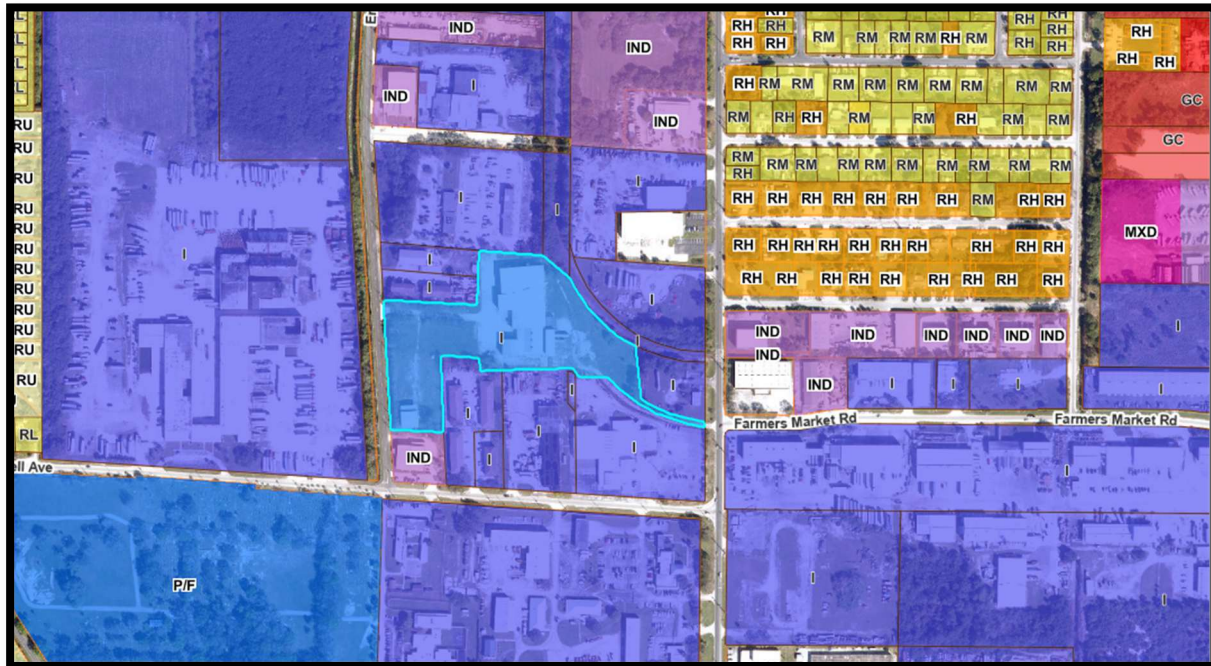 IND
IND
RH RH
RH RH
RM RM RM RM RH RM
RH RH
RH RH
RH
RH RH
IND
I
IND
RH RM RM RM RM RM RM RM RM
GC
RM RH RH RM RM RH RM
RU
RU
GC
RM RM RM RM RM RM RM RM RM
RH
RU
I
I
RH RH RH RH RH RH RH RM RH RH
RU
I
MXD
RU
RU
I
I
RH RH RH RH RH RH RH RH RH
RU
RU
I
I
RH RH RH RH RH RH RH RH
RU
RU
I
I
IND IND IND IND IND IND
I
RU
IND
RU
I
IND
I
I
I
I
I
I
I
Farmers Market Rd
Farmers Market Rd
RL
IND
I
I
I
I
ell Ave
I
P/F
I
I